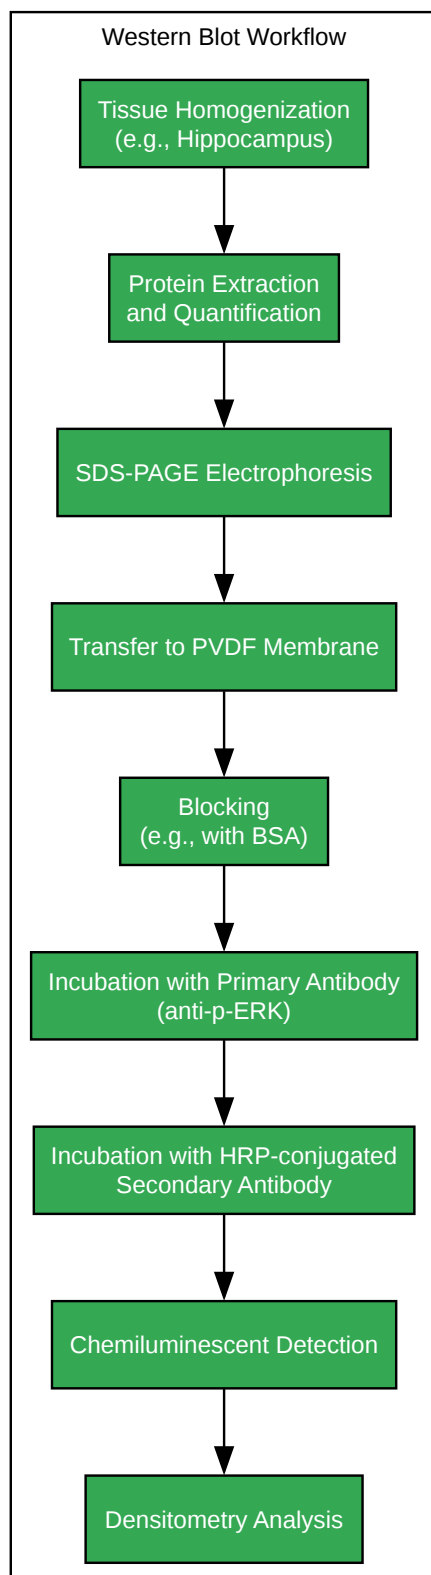 Western Blot Workflow
Tissue Homogenization
(e.g., Hippocampus)
Protein Extraction
and Quantification
SDS-PAGE Electrophoresis
Transfer to PVDF Membrane
Blocking
(e.g., with BSA)
Incubation with Primary Antibody
(anti-p-ERK)
Incubation with HRP-conjugated
Secondary Antibody
Chemiluminescent Detection
Densitometry Analysis